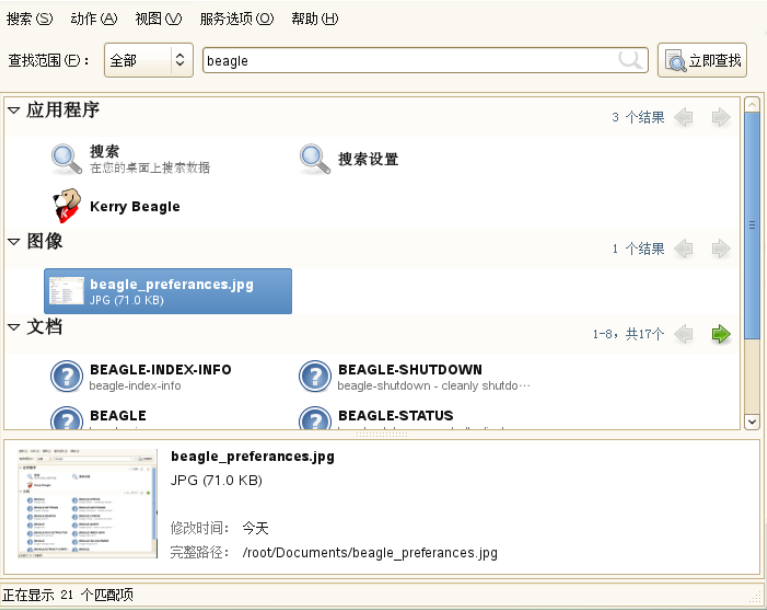 搜索(S) 动作(A) 视图(V) 服务选项(O) 帮助(H)
查找范围(F)： 全部 beagle 立即查找
应用程序 3 个结果
搜索
在您的桌面上搜索数据
搜索设置
Kerry Beagle
图像 1 个结果
beagle_preferances.jpg
JPG (71.0 KB)
文档 1-8，共17个
BEAGLE-INDEX-INFO
beagle-index-info
BEAGLE-SHUTDOWN
beagle-shutdown - cleanly shutdo···
BEAGLE
BEAGLE-STATUS
beagle_preferances.jpg
JPG (71.0 KB)
修改时间： 今天
完整路径： /root/Documents/beagle_preferances.jpg
正在显示 21 个匹配项